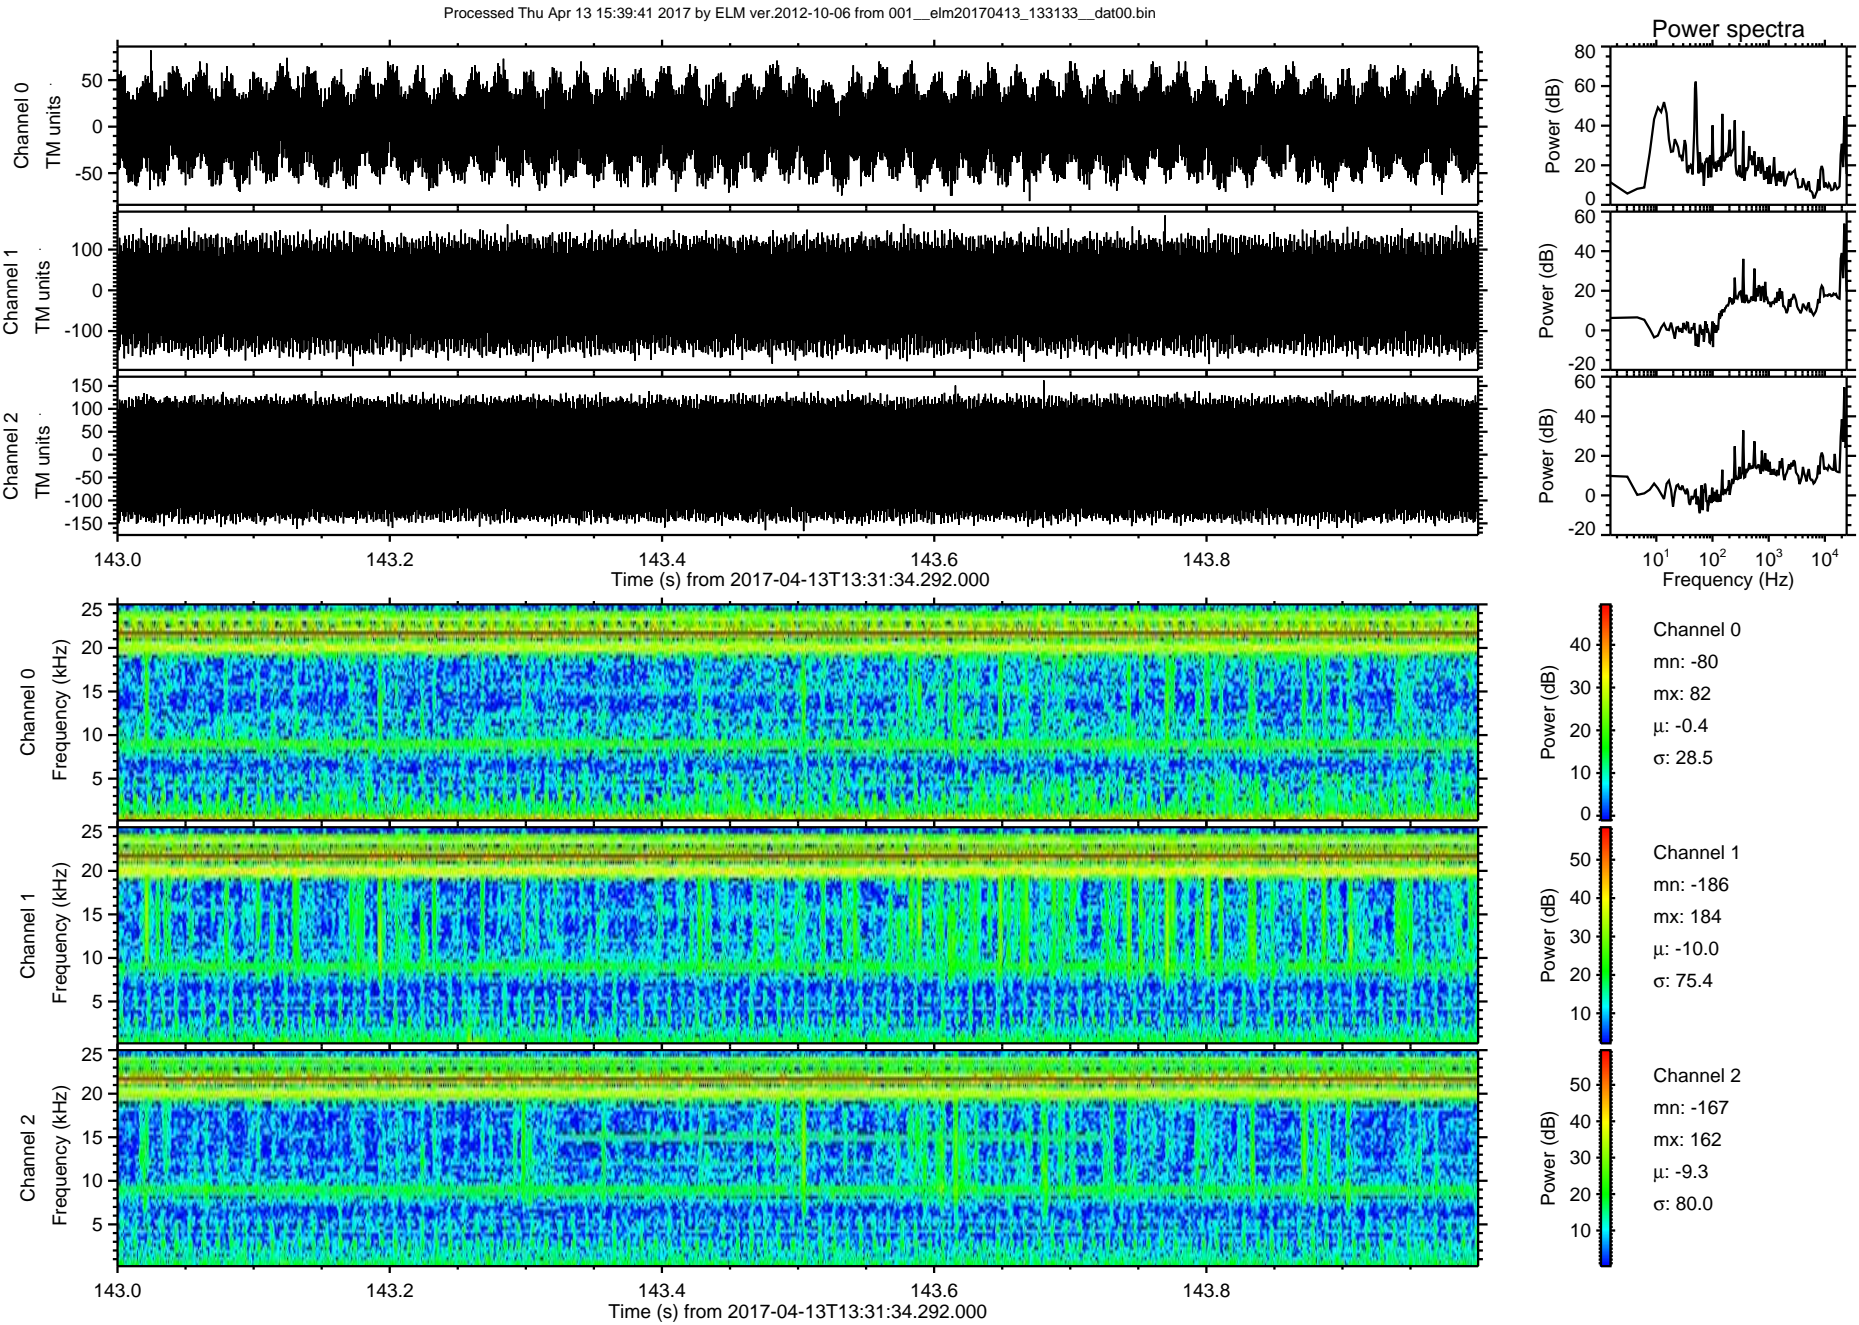 Processed Thu Apr 13 15:39:41 2017 by ELM ver.2012-10-06 from 001__elm20170413_133133__dat00.bin
Power spectra
Channel 0
TM units
50
0
-50
Power (dB)
80
60
40
20
0
Channel 1
TM units
100
0
-100
Power (dB)
60
40
20
0
-20
Channel 2
TM units
150
100
50
0
-50
-100
-150
Power (dB)
60
40
20
0
-20
143.0 143.2 143.4 143.6 143.8
Time (s) from 2017-04-13T13:31:34.292.000
10¹ 10² 10³ 10⁴
Frequency (Hz)
Channel 0
Frequency (kHz)
25
20
15
10
5
Power (dB)
40
30
20
10
0
Channel 0
mn: -80
mx: 82
μ: -0.4
σ: 28.5
Channel 1
Frequency (kHz)
25
20
15
10
5
Power (dB)
50
40
30
20
10
Channel 1
mn: -186
mx: 184
μ: -10.0
σ: 75.4
Channel 2
Frequency (kHz)
25
20
15
10
5
Power (dB)
50
40
30
20
10
Channel 2
mn: -167
mx: 162
μ: -9.3
σ: 80.0
143.0 143.2 143.4 143.6 143.8
Time (s) from 2017-04-13T13:31:34.292.000